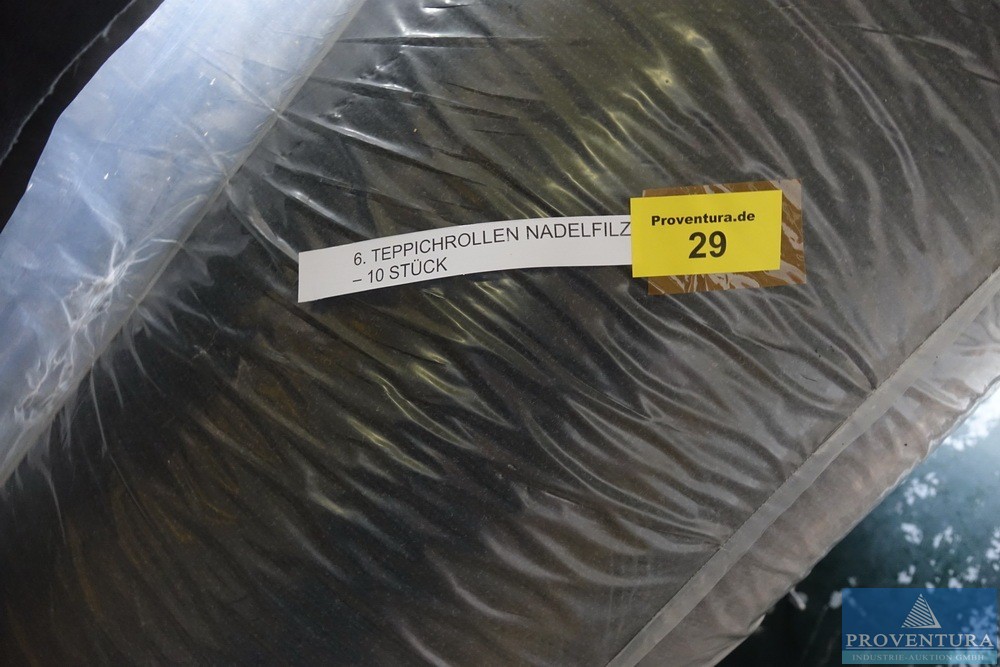 6. TEPPICHROLLEN NADELFILZ
– 10 STÜCK
Proventura.de
29
PROVENTURA
INDUSTRIE-AUKTION GMBH